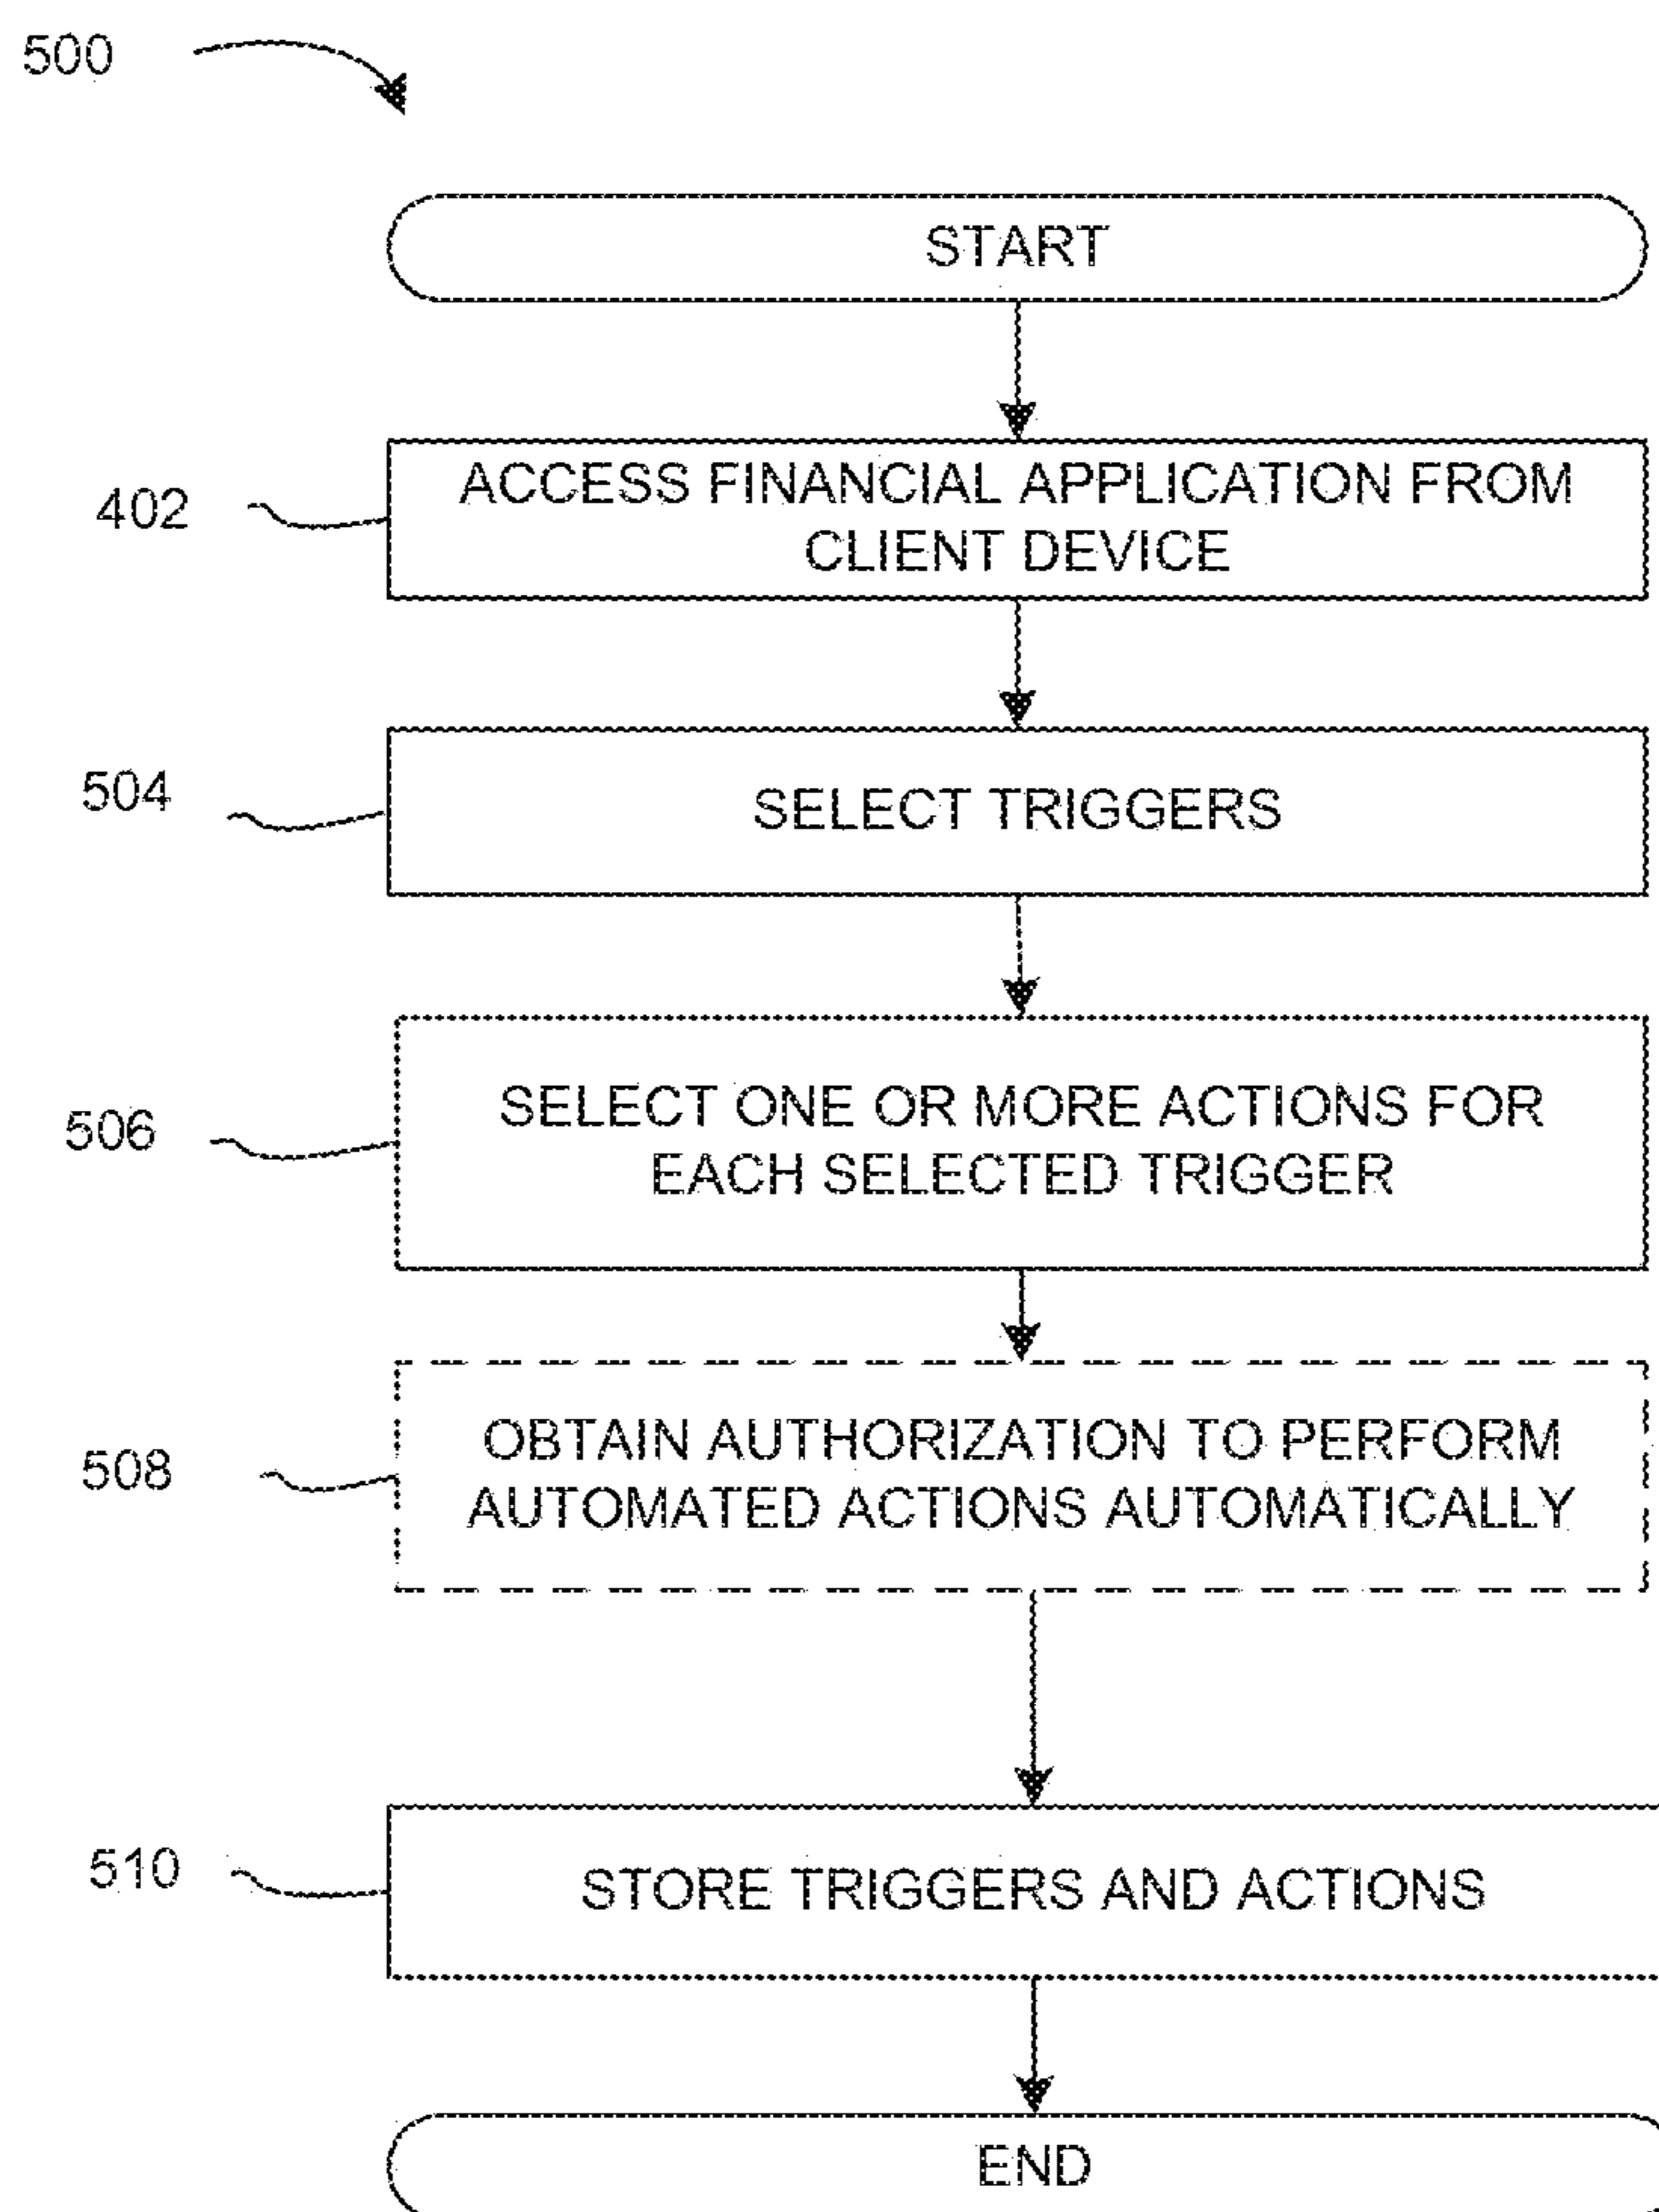 500
START
402
ACCESS FINANCIAL APPLICATION FROM
CLIENT DEVICE
504
SELECT TRIGGERS
506
SELECT ONE OR MORE ACTIONS FOR
EACH SELECTED TRIGGER
508
OBTAIN AUTHORIZATION TO PERFORM
AUTOMATED ACTIONS AUTOMATICALLY
510
STORE TRIGGERS AND ACTIONS
END